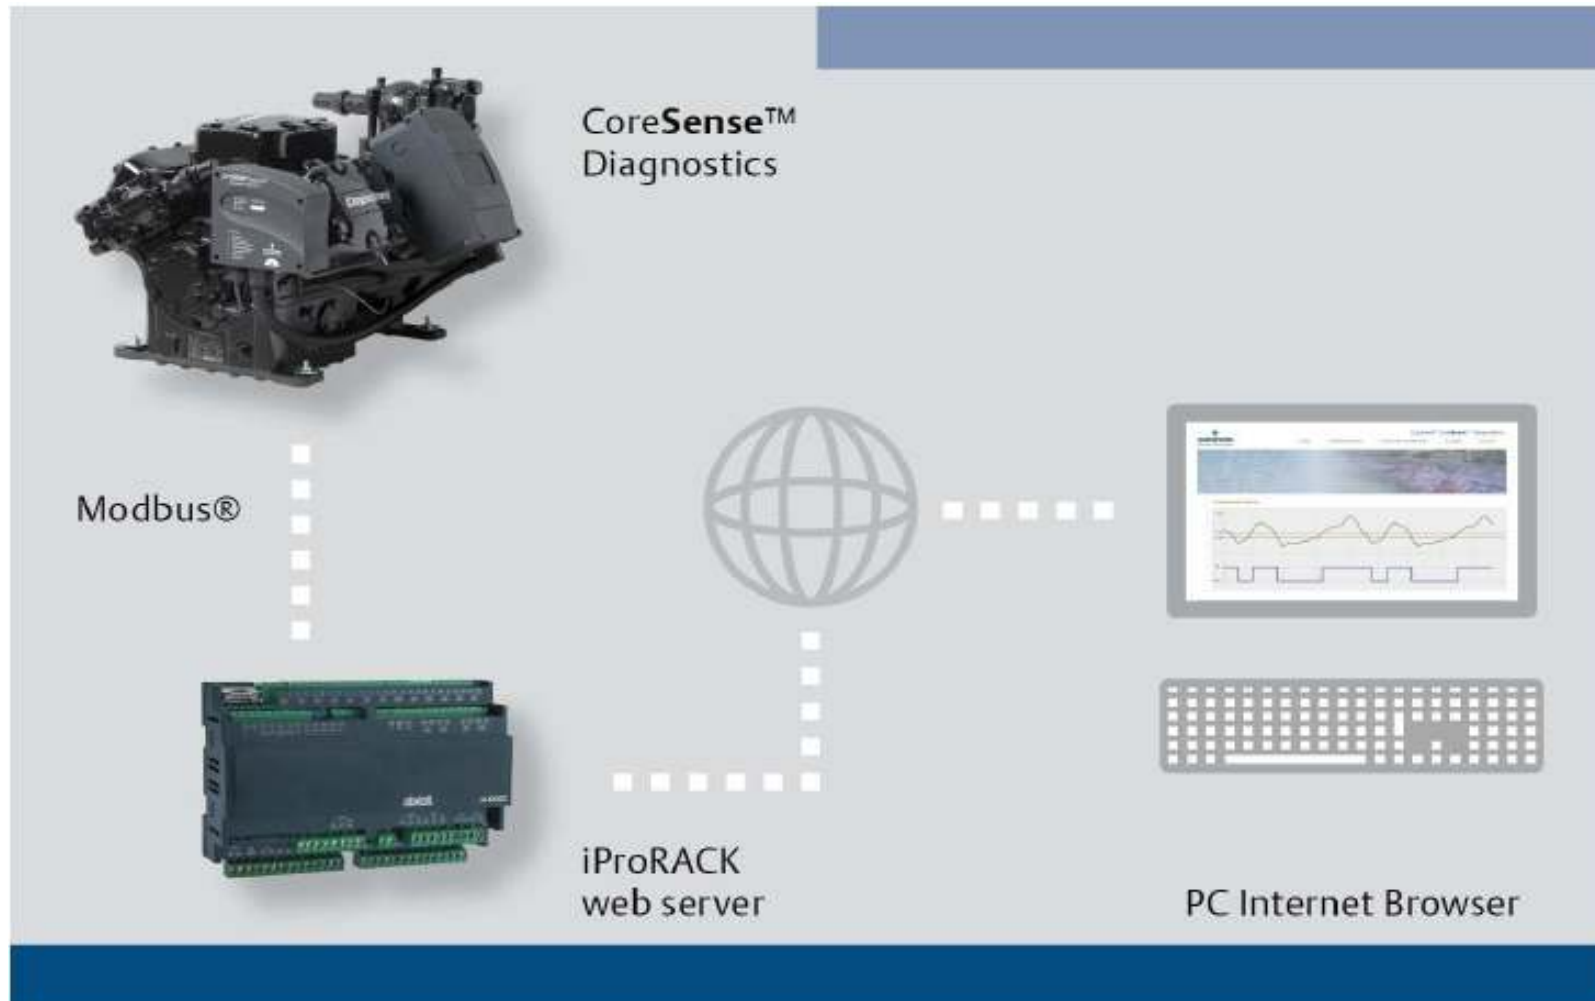 CoreSense™
Diagnostics
Modbus®
iProRACK
web server
PC Internet Browser